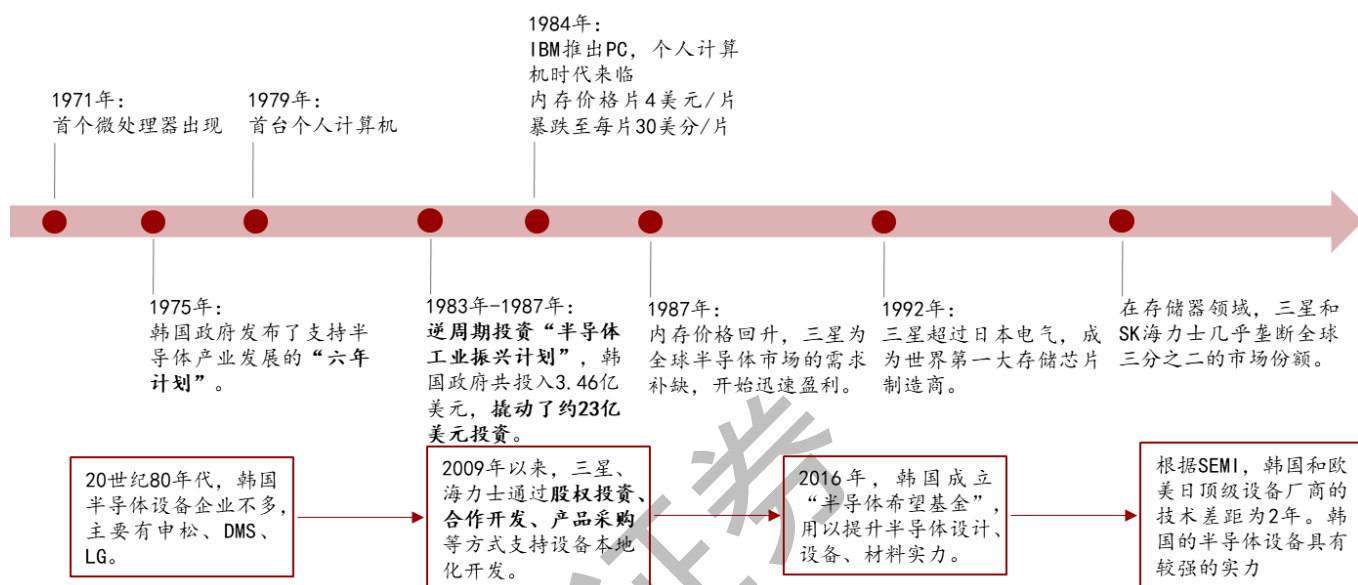 1971年：
首个微处理器出现
1979年：
首台个人计算机
1984年：
IBM推出PC，个人计算
机时代来临
内存价格片4美元/片
暴跌至每片30美分/片
1975年：
韩国政府发布了支持半
导体产业发展的“六年
计划”。
1983年-1987年：
逆周期投资“半导体
工业振兴计划”，韩
国政府共投入3.46亿
美元，撬动了约23亿
美元投资。
1987年：
内存价格回升，三星为
全球半导体市场的需求
补缺，开始迅速盈利。
1992年：
三星超过日本电气，成
为世界第一大存储芯片
制造商。
在存储器领域，三星和
SK海力士几乎垄断全球
三分之二的市场份额。
20世纪80年代，韩国
半导体设备企业不多，
主要有申松、DMS、
LG。
2009年以来，三星、
海力士通过股权投资、
合作开发、产品采购
等方式支持设备本地
化开发。
2016年，韩国成立
“半导体希望基金”，
用以提升半导体设计、
设备、材料实力。
根据SEMI，韩国和欧
美日顶级设备厂商的
技术差距为2年。韩
国的半导体设备具有
较强的实力
证券